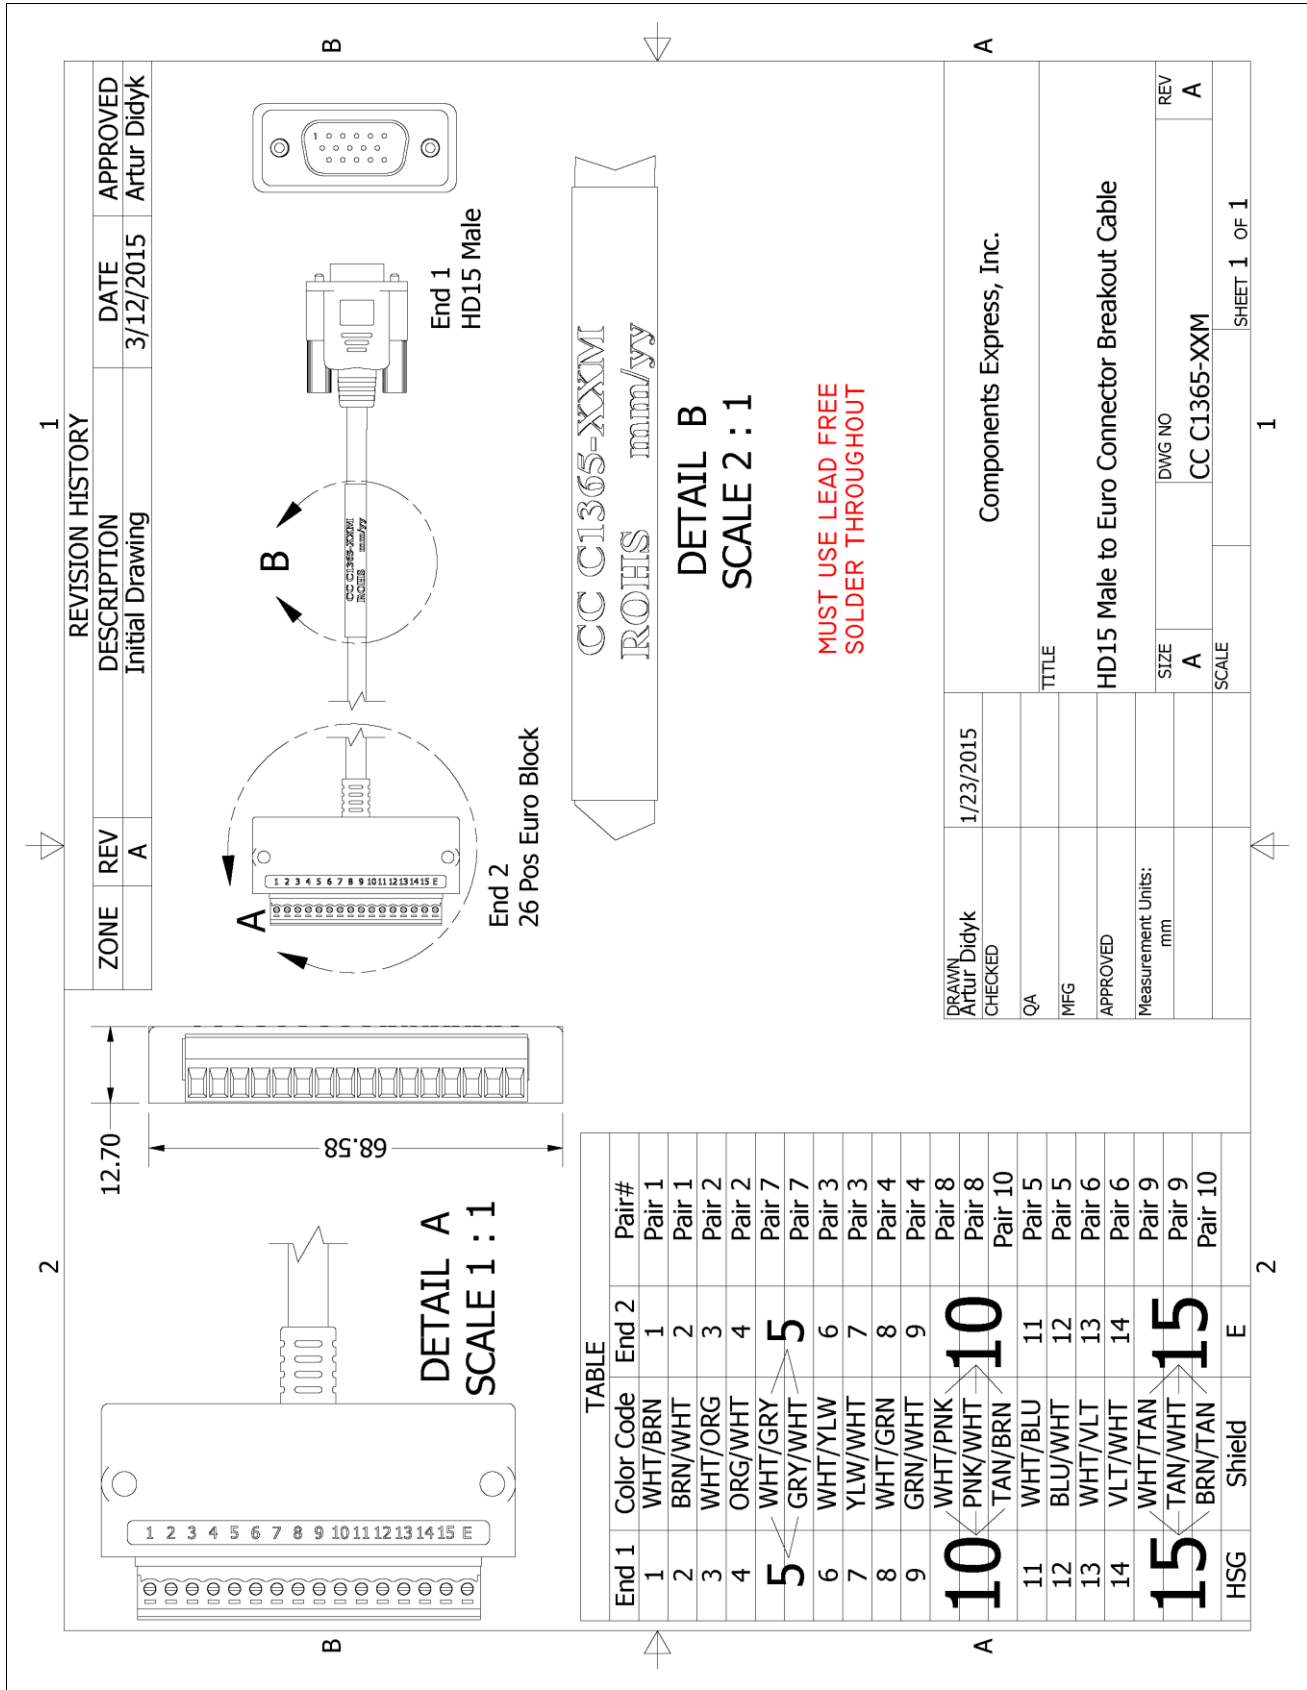 2
1
B
B
A
A
2
1
REVISION HISTORY
ZONE REV DESCRIPTION DATE APPROVED
A Initial Drawing 3/12/2015 Artur Didyk
12.70
68.58
1 2 3 4 5 6 7 8 9 10 11 12 13 14 15 E
DETAIL A
SCALE 1 : 1
A
1 2 3 4 5 6 7 8 9 10 11 12 13 14 15 E
End 2
26 Pos Euro Block
B
CC C1365-XXM
ROHS mm/yy
End 1
HD15 Male
1
CC C1365-XXM
ROHS mm/yy
DETAIL B
SCALE 2 : 1
MUST USE LEAD FREE
SOLDER THROUGHOUT
TABLE
End 1 Color Code End 2 Pair#
1 WHT/BRN 1 Pair 1
2 BRN/WHT 2 Pair 1
3 WHT/ORG 3 Pair 2
4 ORG/WHT 4 Pair 2
5 WHT/GRY 5 Pair 7
GRY/WHT Pair 7
6 WHT/YLW 6 Pair 3
7 YLW/WHT 7 Pair 3
8 WHT/GRN 8 Pair 4
9 GRN/WHT 9 Pair 4
10 WHT/PNK 10 Pair 8
PNK/WHT Pair 8
TAN/BRN Pair 10
11 WHT/BLU 11 Pair 5
12 BLU/WHT 12 Pair 5
13 WHT/VLT 13 Pair 6
14 VLT/WHT 14 Pair 6
15 WHT/TAN 15 Pair 9
TAN/WHT Pair 9
BRN/TAN Pair 10
HSG Shield E
DRAWN
Artur Didyk 1/23/2015
CHECKED
QA
MFG
APPROVED
Measurement Units:
mm
Components Express, Inc.
TITLE
HD15 Male to Euro Connector Breakout Cable
SIZE
A
DWG NO
CC C1365-XXM
REV
A
SCALE
SHEET 1 OF 1